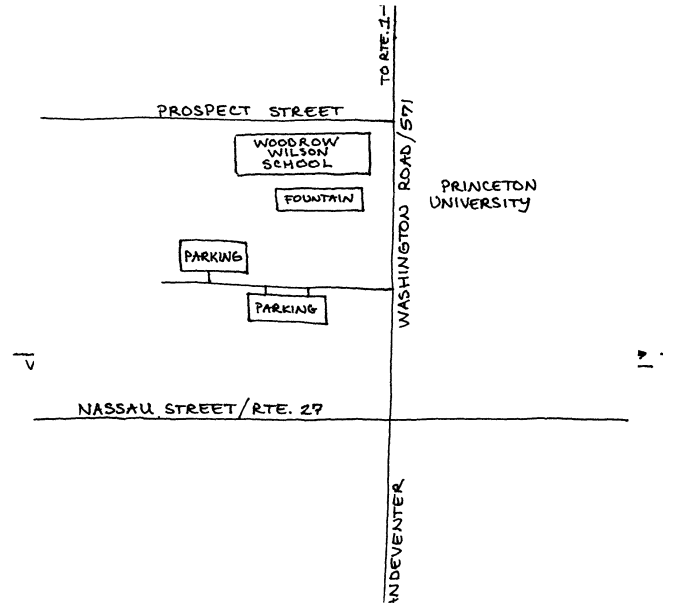 TO RTE. 1
PROSPECT STREET
WASHINGTON ROAD/571
WOODROW
WILSON
SCHOOL
FOUNTAIN
PRINCETON
UNIVERSITY
PARKING
PARKING
NASSAU STREET/RTE. 27
ANDEVENTER